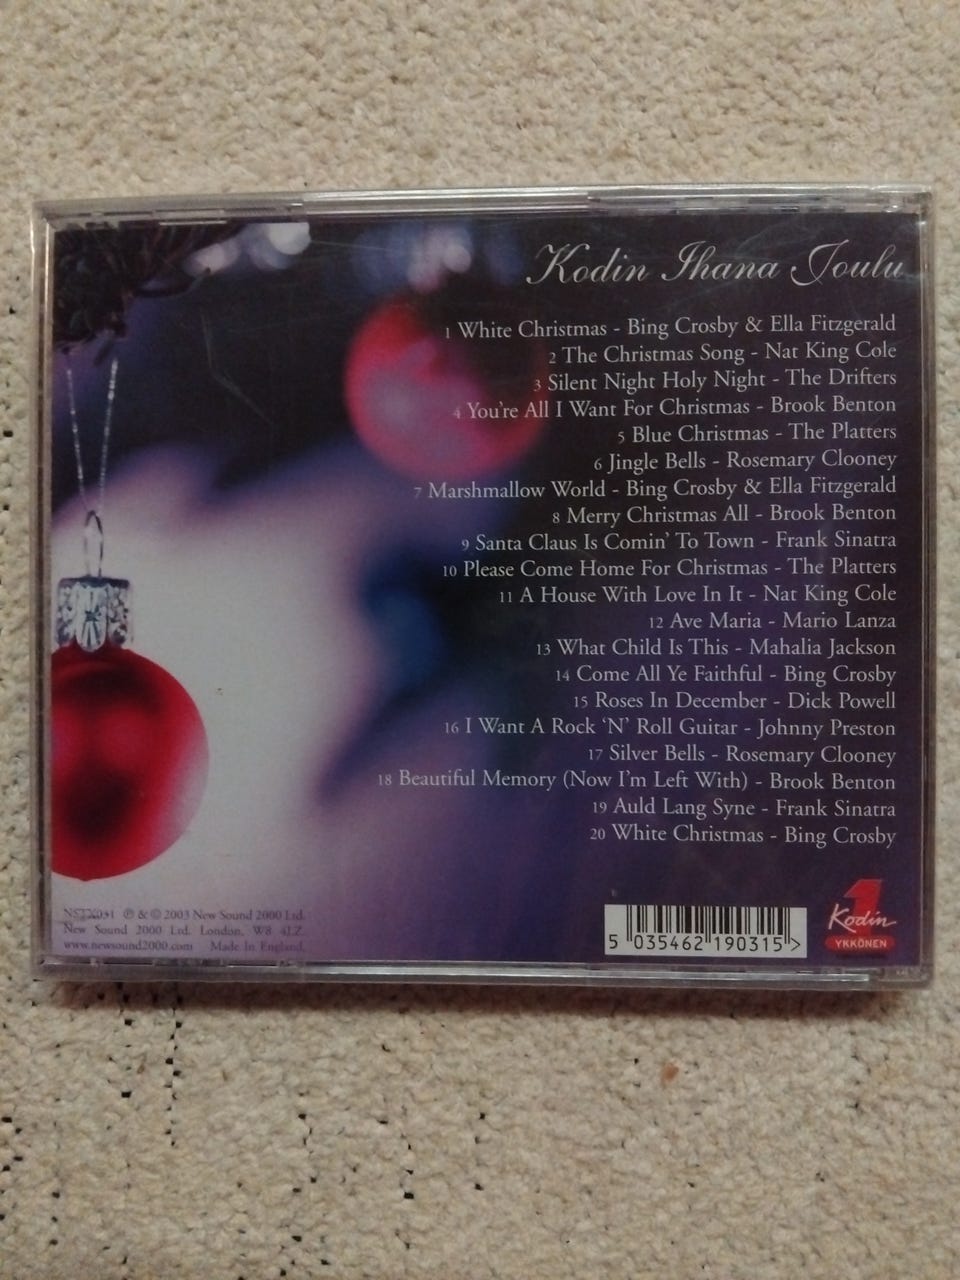 Kodin Ihana Joulu
1 White Christmas - Bing Crosby & Ella Fitzgerald
2 The Christmas Song - Nat King Cole
3 Silent Night Holy Night - The Drifters
4 You're All I Want For Christmas - Brook Benton
5 Blue Christmas - The Platters
6 Jingle Bells - Rosemary Clooney
7 Marshmallow World - Bing Crosby & Ella Fitzgerald
8 Merry Christmas All - Brook Benton
9 Santa Claus Is Comin' To Town - Frank Sinatra
10 Please Come Home For Christmas - The Platters
11 A House With Love In It - Nat King Cole
12 Ave Maria - Mario Lanza
13 What Child Is This - Mahalia Jackson
14 Come All Ye Faithful - Bing Crosby
15 Roses In December - Dick Powell
16 I Want A Rock 'N' Roll Guitar - Johnny Preston
17 Silver Bells - Rosemary Clooney
18 Beautiful Memory (Now I'm Left With) - Brook Benton
19 Auld Lang Syne - Frank Sinatra
20 White Christmas - Bing Crosby
NSTX031 ℗ & © 2003 New Sound 2000 Ltd.
New Sound 2000 Ltd. London, W8 4LZ.
www.newsound2000.com Made In England.
5 035462 190315 >
1
Kodin
YKKÖNEN